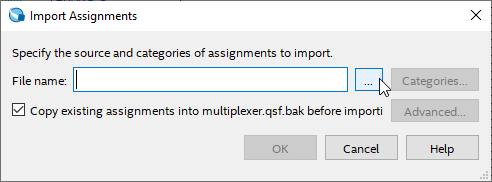 Import Assignments
Specify the source and categories of assignments to import.
File name: ... Categories...
Copy existing assignments into multiplexer.qsf.bak before importi Advanced...
OK Cancel Help